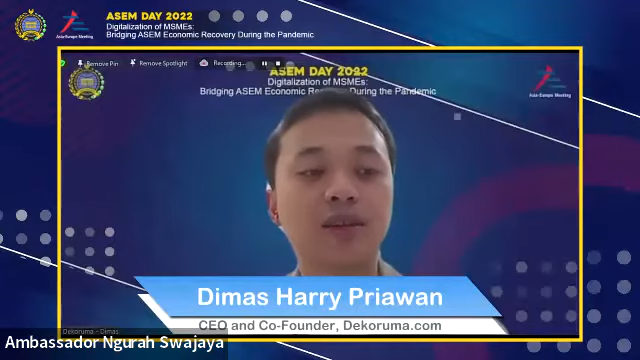 ASEM DAY 2022
Digitalization of MSMEs:
Bridging ASEM Economic Recovery During the Pandemic
Asia-Europe Meeting
Remove Pin
Remove Spotlight
Recording...
ASEM DAY 2022
Digitalization of MSMEs:
Bridging ASEM Economic Recovery During the Pandemic
Asia-Europe Meeting
Dimas Harry Priawan
CEO and Co-Founder, Dekoruma.com
Dekoruma - Dimas
Ambassador Ngurah Swajaya